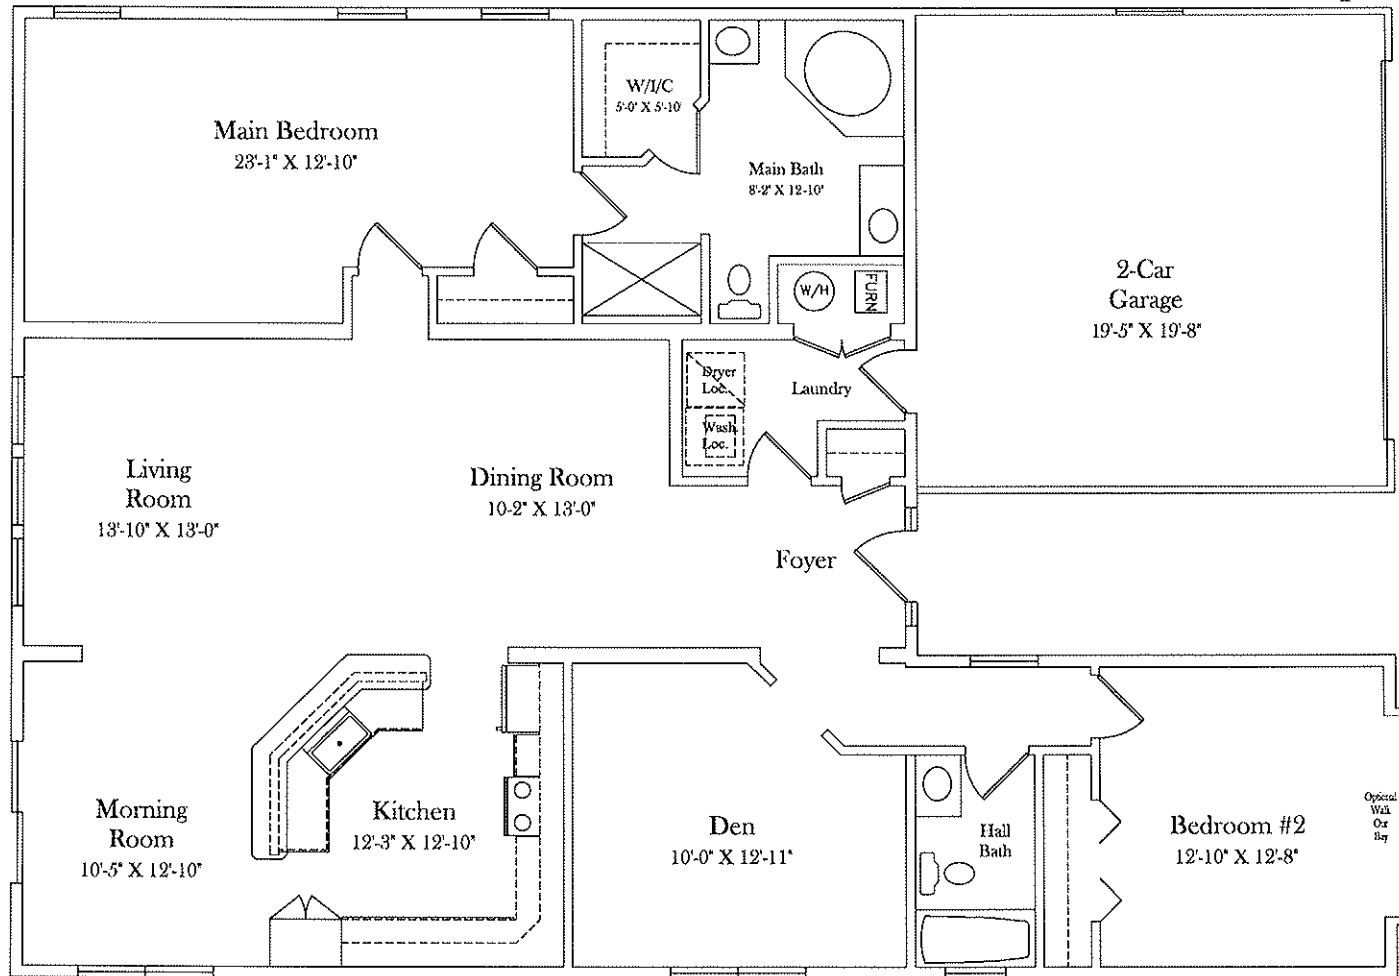 W/I/C
5'-0" X 5'-10"
Main Bedroom
23'-1" X 12'-10"
Main Bath
8'-2" X 12'-10"
W/H
FURN
2-Car
Garage
19'-5" X 19'-8"
Dryer
Loc.
Laundry
Wash
Loc.
Living
Room
13'-10" X 13'-0"
Dining Room
10-2" X 13'-0"
Foyer
Morning
Room
10'-5" X 12'-10"
Kitchen
12'-3" X 12'-10"
Den
10'-0" X 12'-11"
Hall
Bath
Bedroom #2
12'-10" X 12'-8"
Optional
Walk
Out
Bay